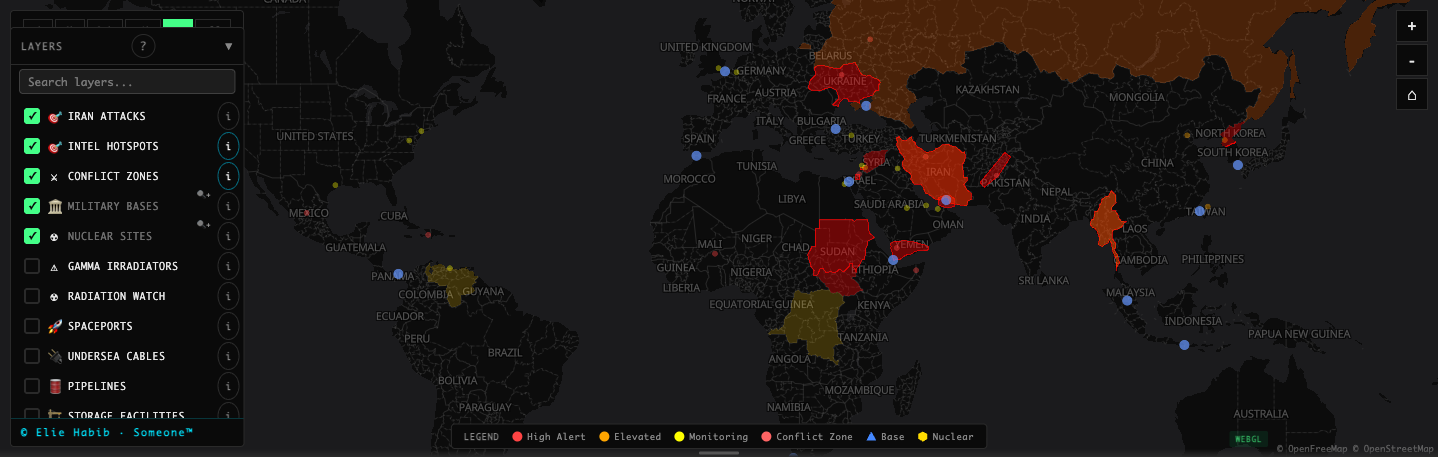 LAYERS
?
▼
Search layers...
IRAN ATTACKS
i
INTEL HOTSPOTS
i
CONFLICT ZONES
i
MILITARY BASES
i
NUCLEAR SITES
i
GAMMA IRRADIATORS
i
RADIATION WATCH
i
SPACEPORTS
i
UNDERSEA CABLES
i
PIPELINES
i
STORAGE FACILITIES
© Elie Habib · Someone™
UNITED KINGDOM
BELARUS
GERMANY
UKRAINE
KAZAKHSTAN
MONGOLIA
FRANCE
AUSTRIA
ITALY
BULGARIA
UNITED STATES
SPAIN
GREECE
TURKEY
TURKMENISTAN
NORTH KOREA
SOUTH KOREA
TUNISIA
SYRIA
CHINA
MOROCCO
IRAN
PAKISTAN
NEPAL
LIBYA
SAUDI ARABIA
MEXICO
CUBA
OMAN
INDIA
TAIWAN
LAOS
GUATEMALA
MALI
NIGER
CHAD
SUDAN
YEMEN
PANAMA
GUINEA
NIGERIA
ETHIOPIA
PHILIPPINES
LIBERIA
SRI LANKA
COLOMBIA
GUYANA
EQUATORIAL GUINEA
KENYA
MALAYSIA
ECUADOR
INDONESIA
PAPUA NEW GUINEA
PERU
BRAZIL
TANZANIA
ANGOLA
BOLIVIA
MOZAMBIQUE
PARAGUAY
NAMIBIA
AUSTRALIA
LEGEND
High Alert
Elevated
Monitoring
Conflict Zone
Base
Nuclear
WEBGL
© OpenFreeMap © OpenStreetMap
+
-
⌂